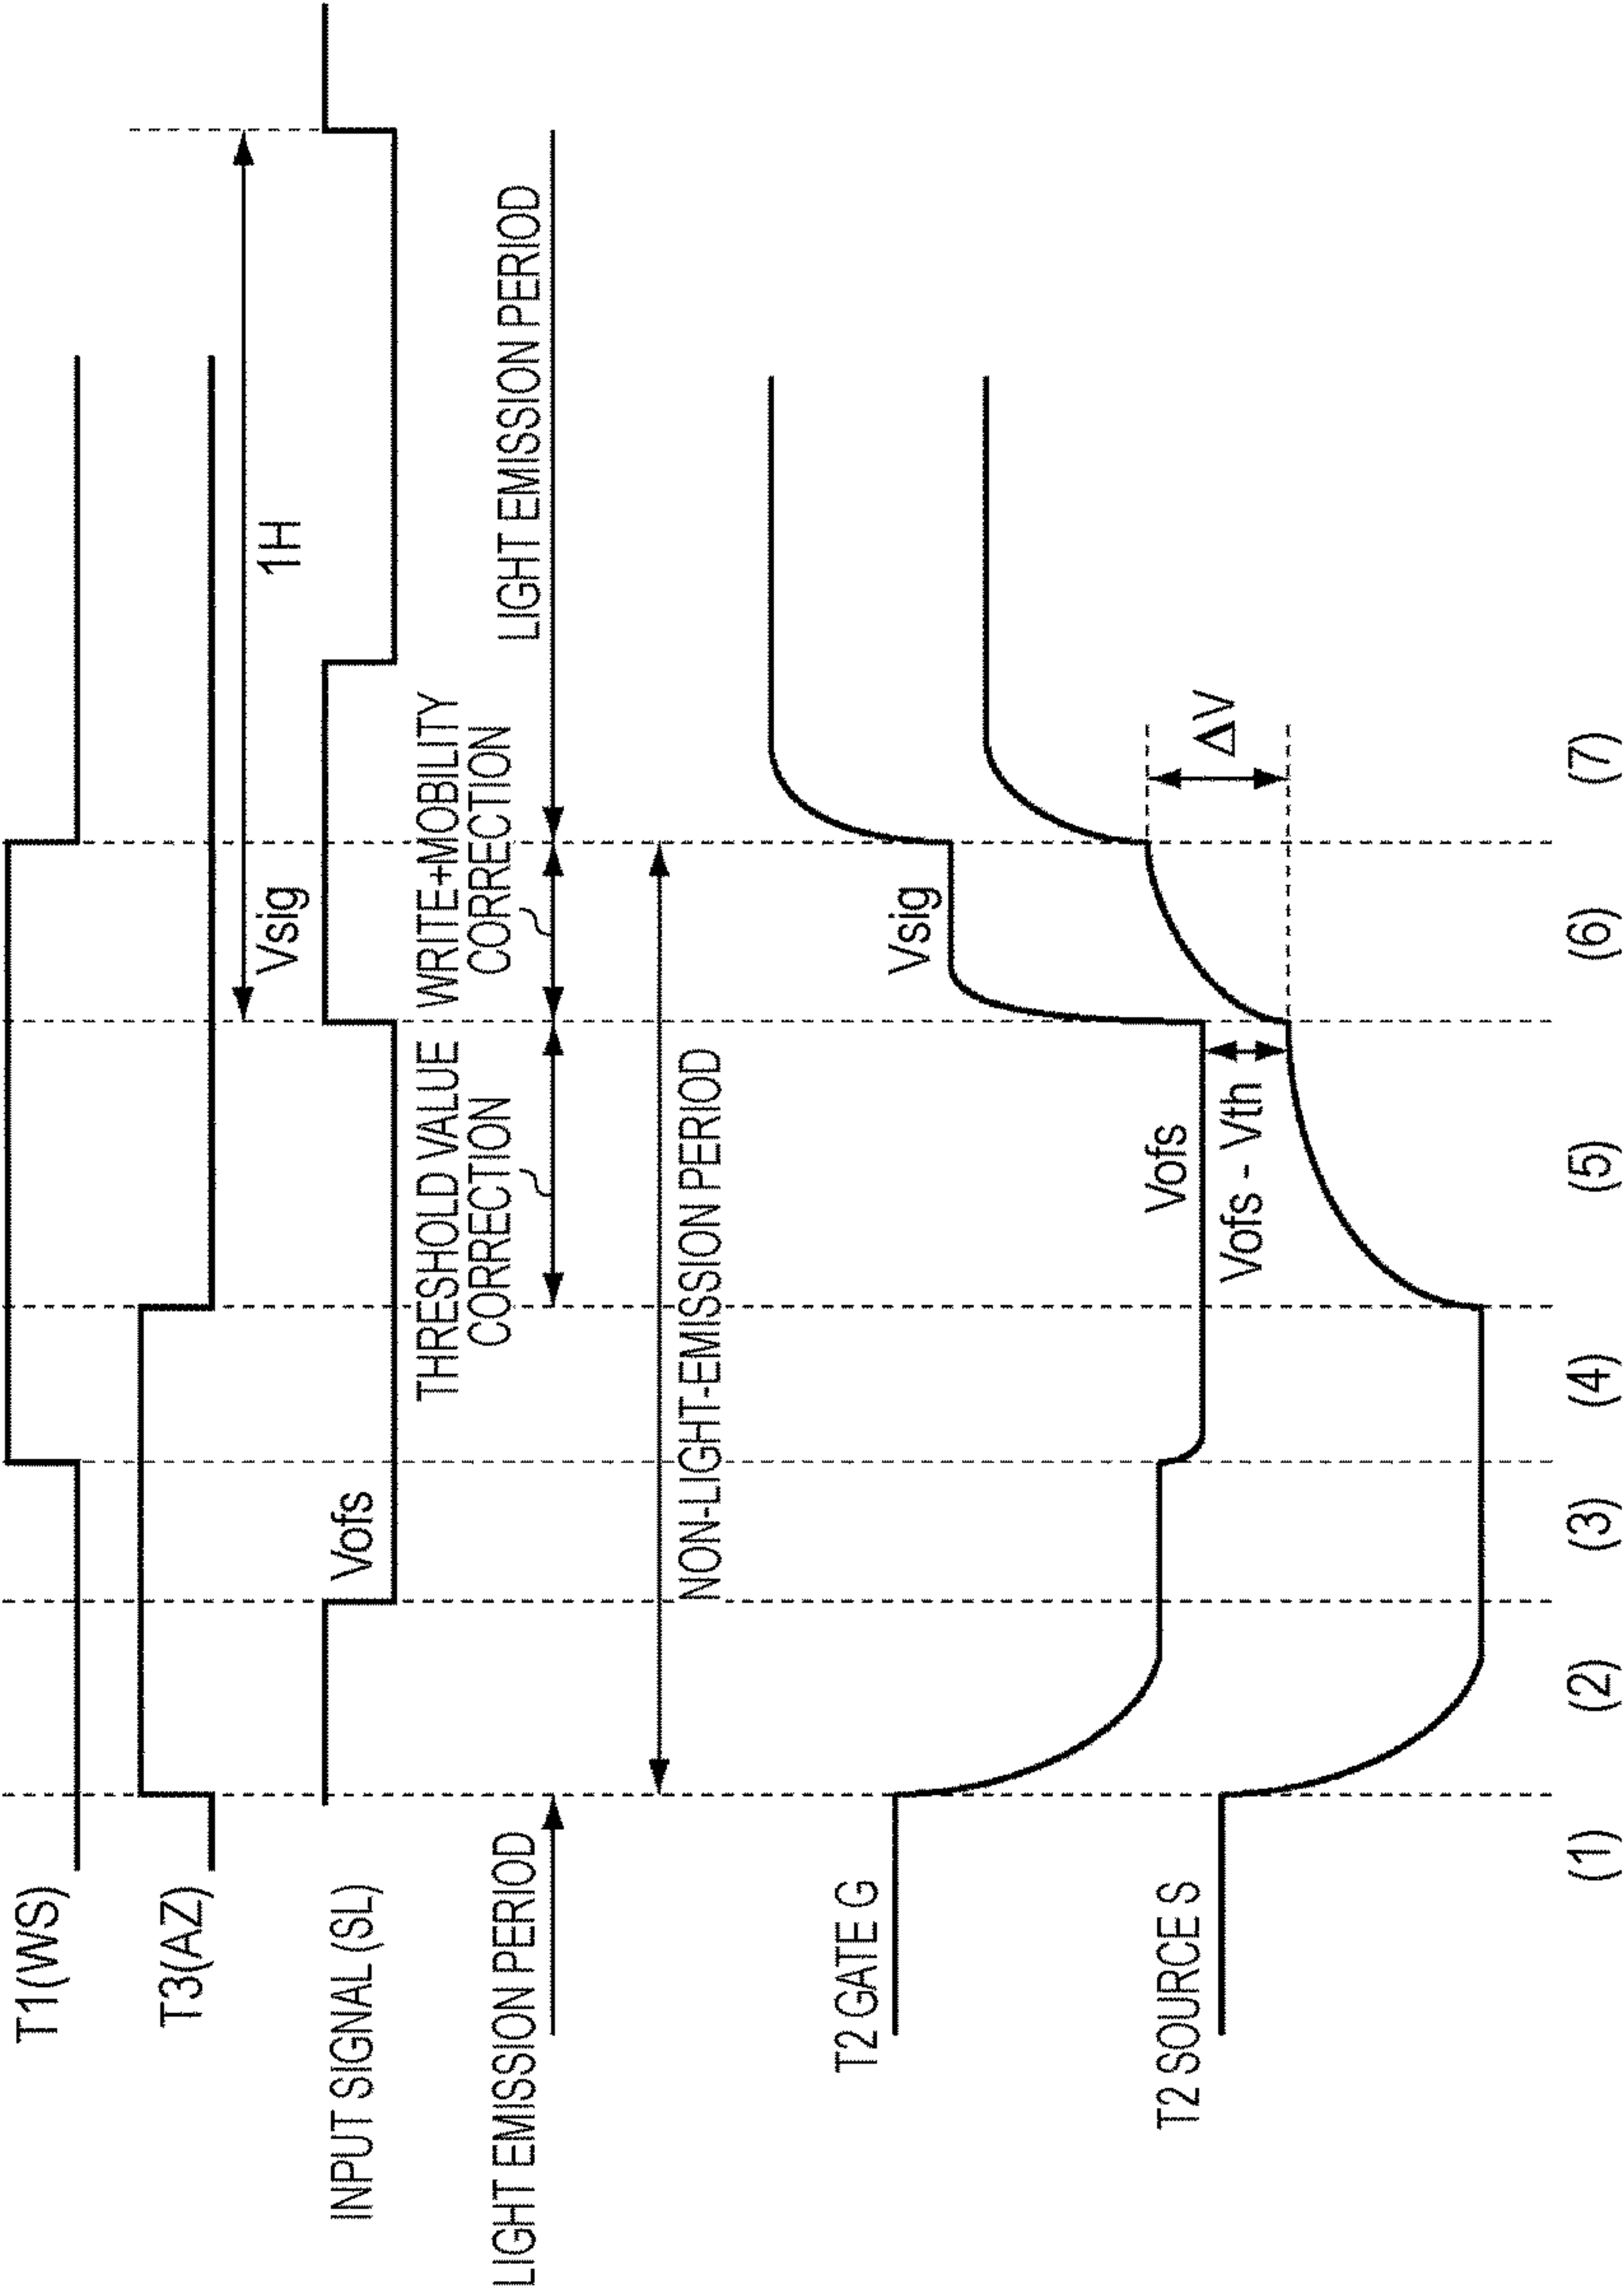 T1(WS)
T3(AZ)
1H
Vsig
INPUT SIGNAL (SL)
Vofs
THRESHOLD VALUE
CORRECTION
WRITE+MOBILITY
CORRECTION
LIGHT EMISSION PERIOD
LIGHT EMISSION PERIOD
NON-LIGHT-EMISSION PERIOD
T2 GATE G
Vsig
Vofs
T2 SOURCE S
Vofs - Vth
ΔV
(1) (2) (3) (4) (5) (6) (7)